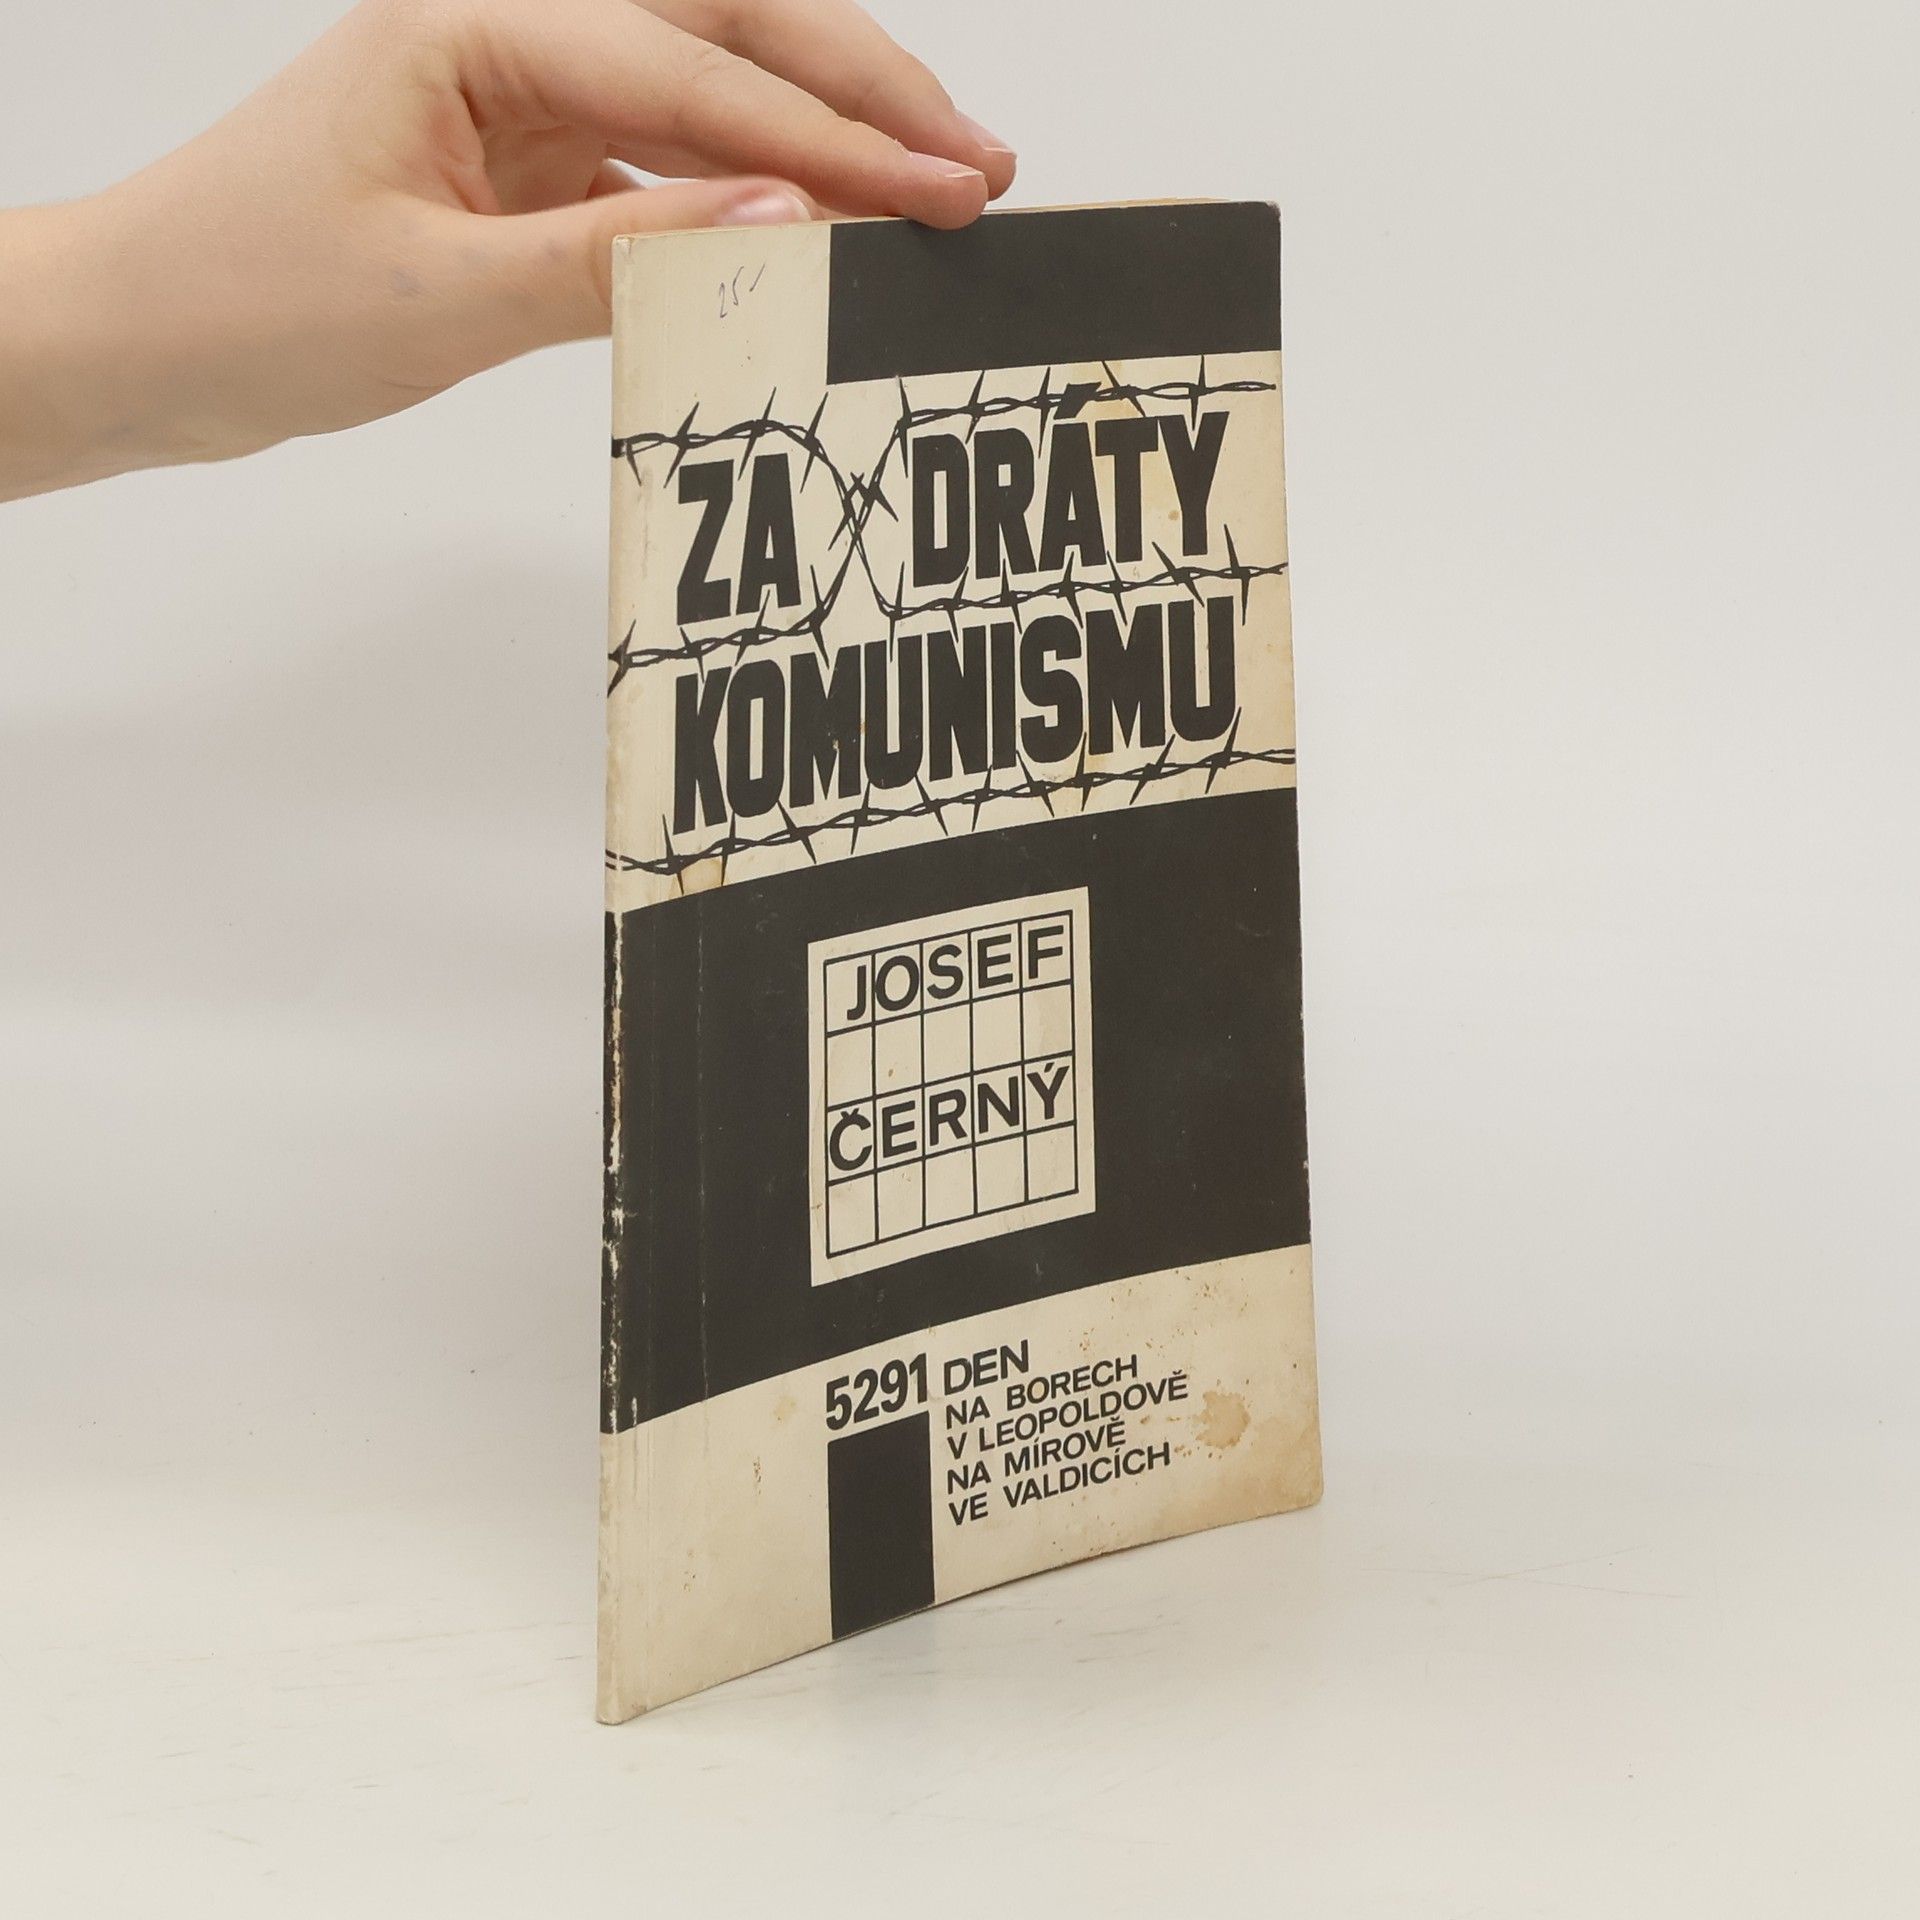 25,-
ZA DRÁTY
KOMUNISMU
JOSEF
ČERNÝ
5291 DEN
NA BORECH
V LEOPOLDOVĚ
NA MÍROVĚ
VE VALDICÍCH